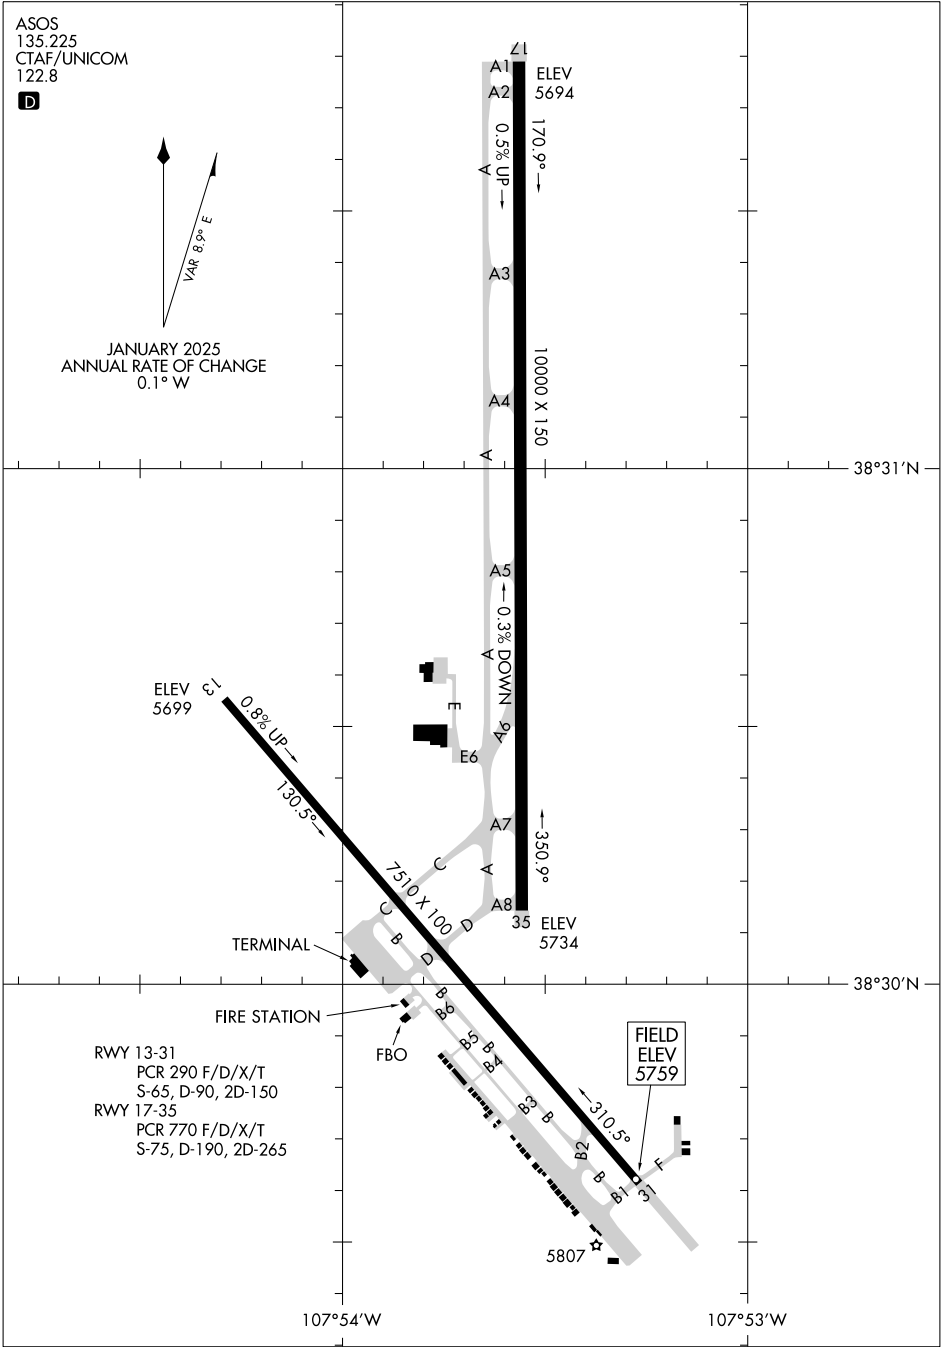 ASOS
135.225
CTAF/UNICOM
122.8
D
VAR 8.9° E
JANUARY 2025
ANNUAL RATE OF CHANGE
0.1° W
17
A1
ELEV
5694
A2
0.5% UP
170.9°
A
A3
10000 X 150
A4
A
38°31'N
A5
0.3% DOWN
A
ELEV
5699
13
0.8% UP
130.5°
E
A6
E6
A7
350.9°
C
A
7510 X 100
A8
35
ELEV
5734
C
B
D
D
TERMINAL
38°30'N
B
B6
FIRE STATION
FBO
B5
B
B4
FIELD
ELEV
5759
RWY 13-31
PCR 290 F/D/X/T
S-65, D-90, 2D-150
RWY 17-35
PCR 770 F/D/X/T
S-75, D-190, 2D-265
B3
B
310.5°
B2
B
B1
31
F
5807
107°54'W
107°53'W